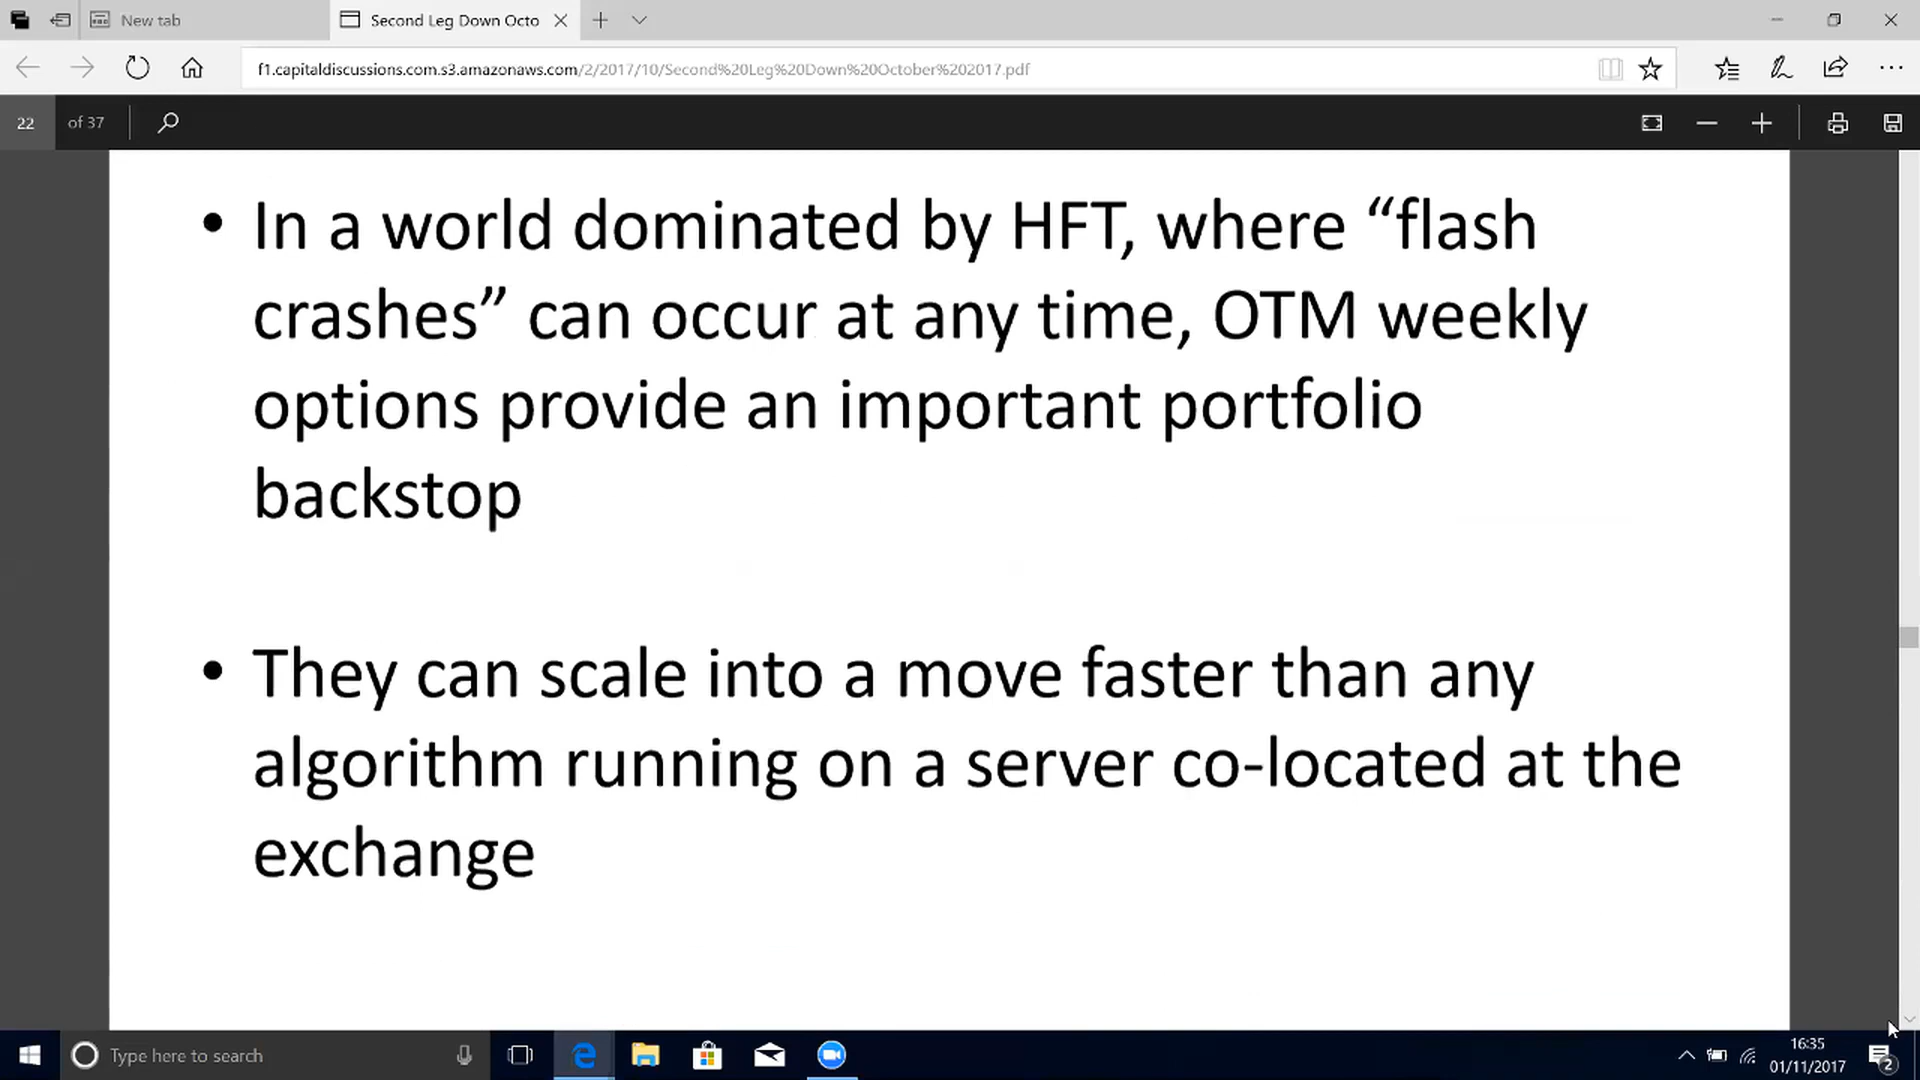 New tab
Second Leg Down Octo
f1.capitaldiscussions.com.s3.amazonaws.com/2/2017/10/Second%20Leg%20Down%20October%202017.pdf
22 of 37
• In a world dominated by HFT, where “flash
crashes” can occur at any time, OTM weekly
options provide an important portfolio
backstop
• They can scale into a move faster than any
algorithm running on a server co-located at the
exchange
Type here to search
16:35
01/11/2017
2